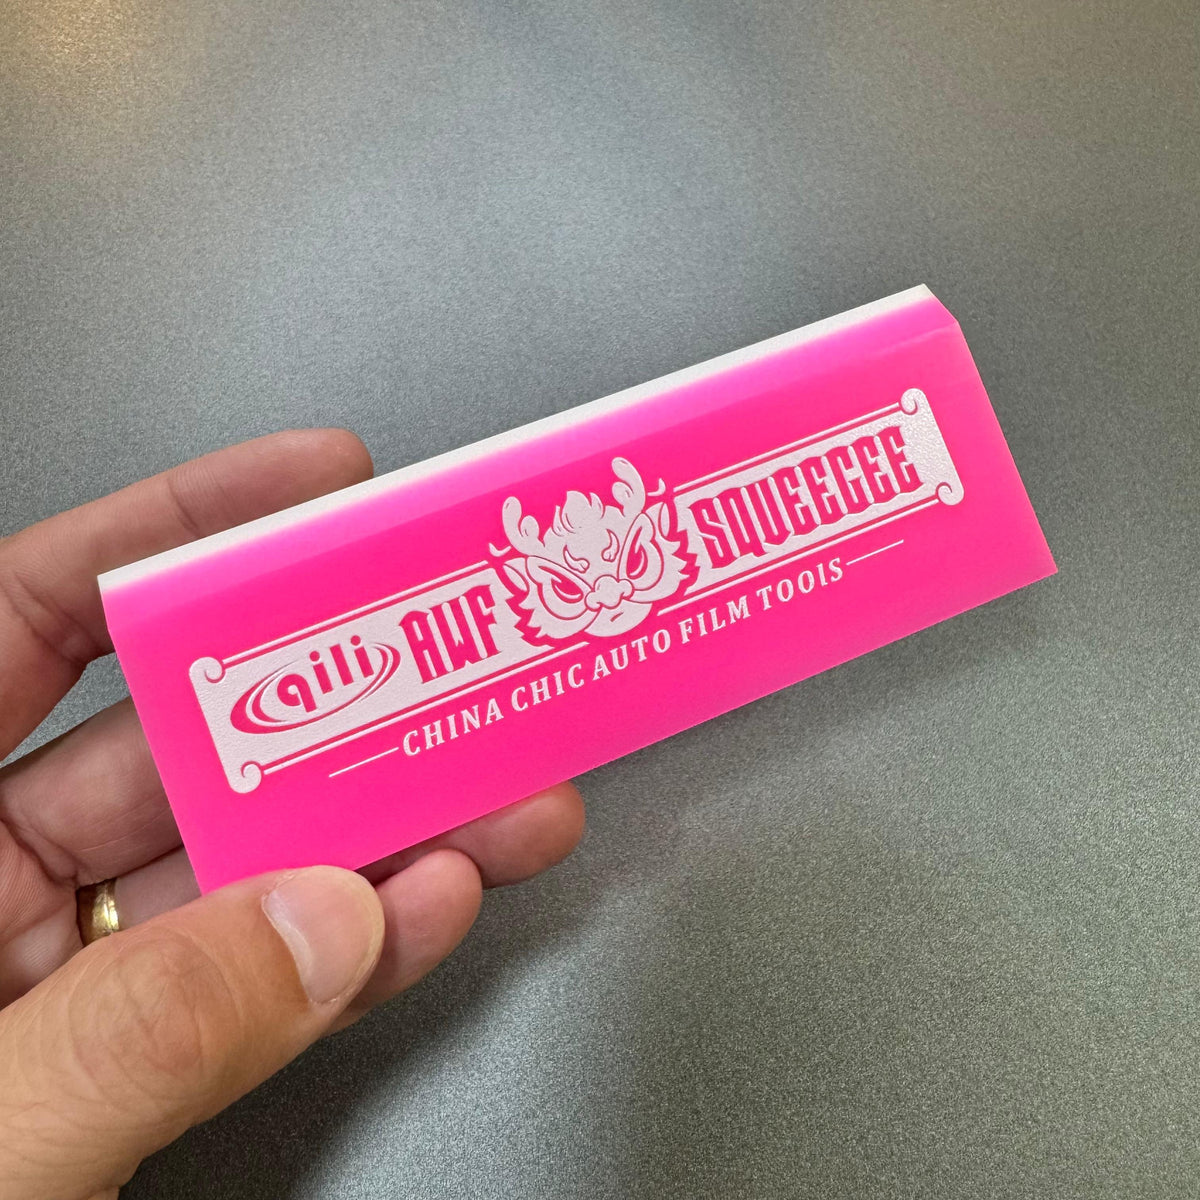 qili AWF SQUEEGEE
CHINA CHIC AUTO FILM TOOlS